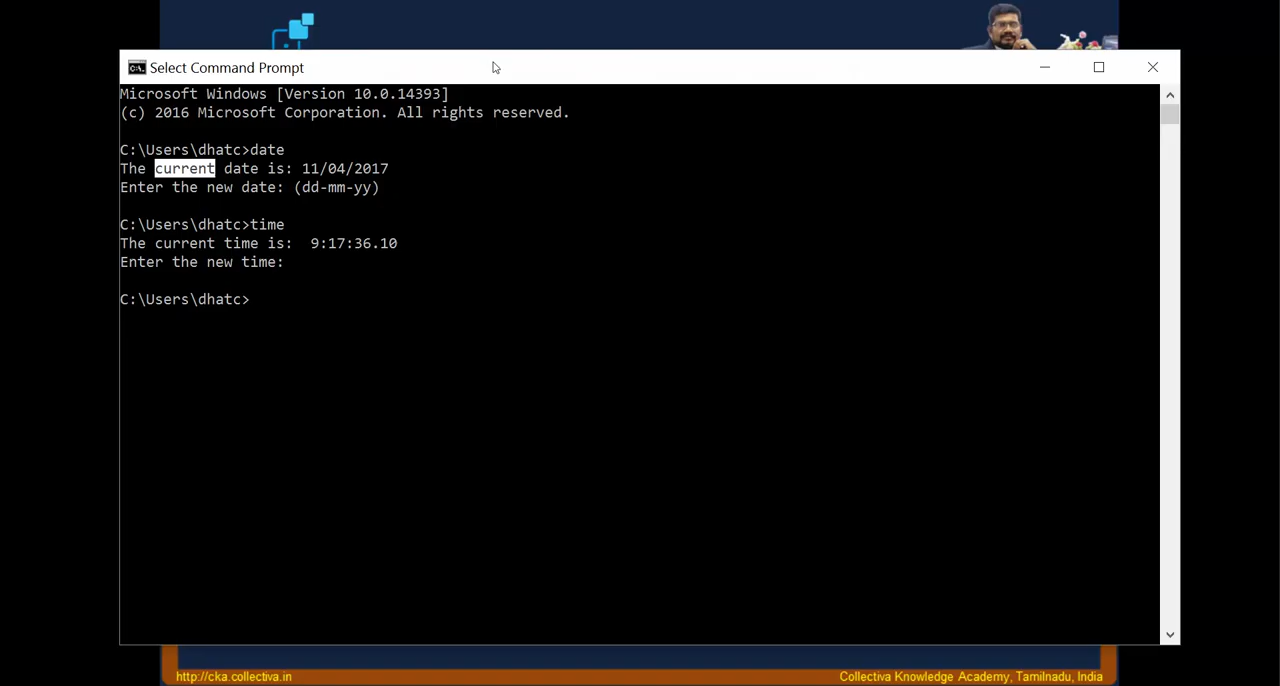 Select Command Prompt
Microsoft Windows [Version 10.0.14393]
(c) 2016 Microsoft Corporation. All rights reserved.
C:\Users\dhatc>date
The current date is: 11/04/2017
Enter the new date: (dd-mm-yy)
C:\Users\dhatc>time
The current time is:  9:17:36.10
Enter the new time:
C:\Users\dhatc>
http://cka.collectiva.in
Collectiva Knowledge Academy, Tamilnadu, India